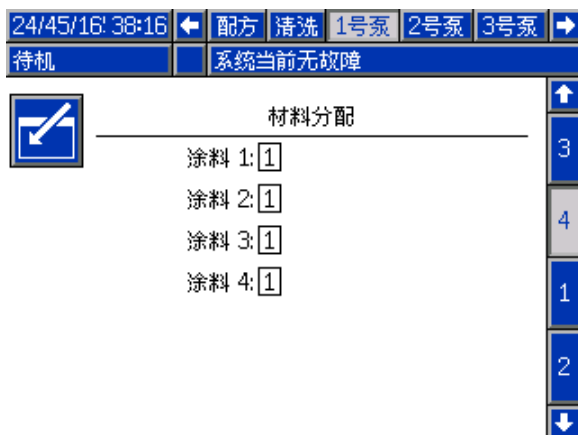 24/45/16! 38:16 配方 清洗 1号泵 2号泵 3号泵
待机 系统当前无故障
材料分配
涂料 1: 1
涂料 2: 1
涂料 3: 1
涂料 4: 1
3
4
1
2